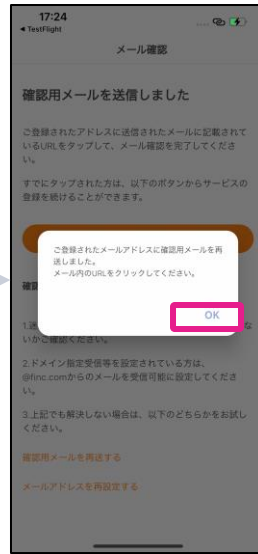 17:24
◀ TestFlight
メール確認
確認用メールを送信しました
ご登録されたアドレスに送信されたメールに記載されて
いるURLをタップして、メール確認を完了してくださ
い。
すでにタップされた方は、以下のボタンからサービスの
登録を続けることができます。
ご登録されたメールアドレスに確認用メールを再
送しました。
メール内のURLをクリックしてください。
OK
確認
1.迷
な
いかご確認ください。
2.ドメイン指定受信等を設定されている方は、
@finc.comからのメールを受信可能に設定してくださ
い。
3.上記でも解決しない場合は、以下のどちらかをお試し
ください。
確認用メールを再送する
メールアドレスを再設定する